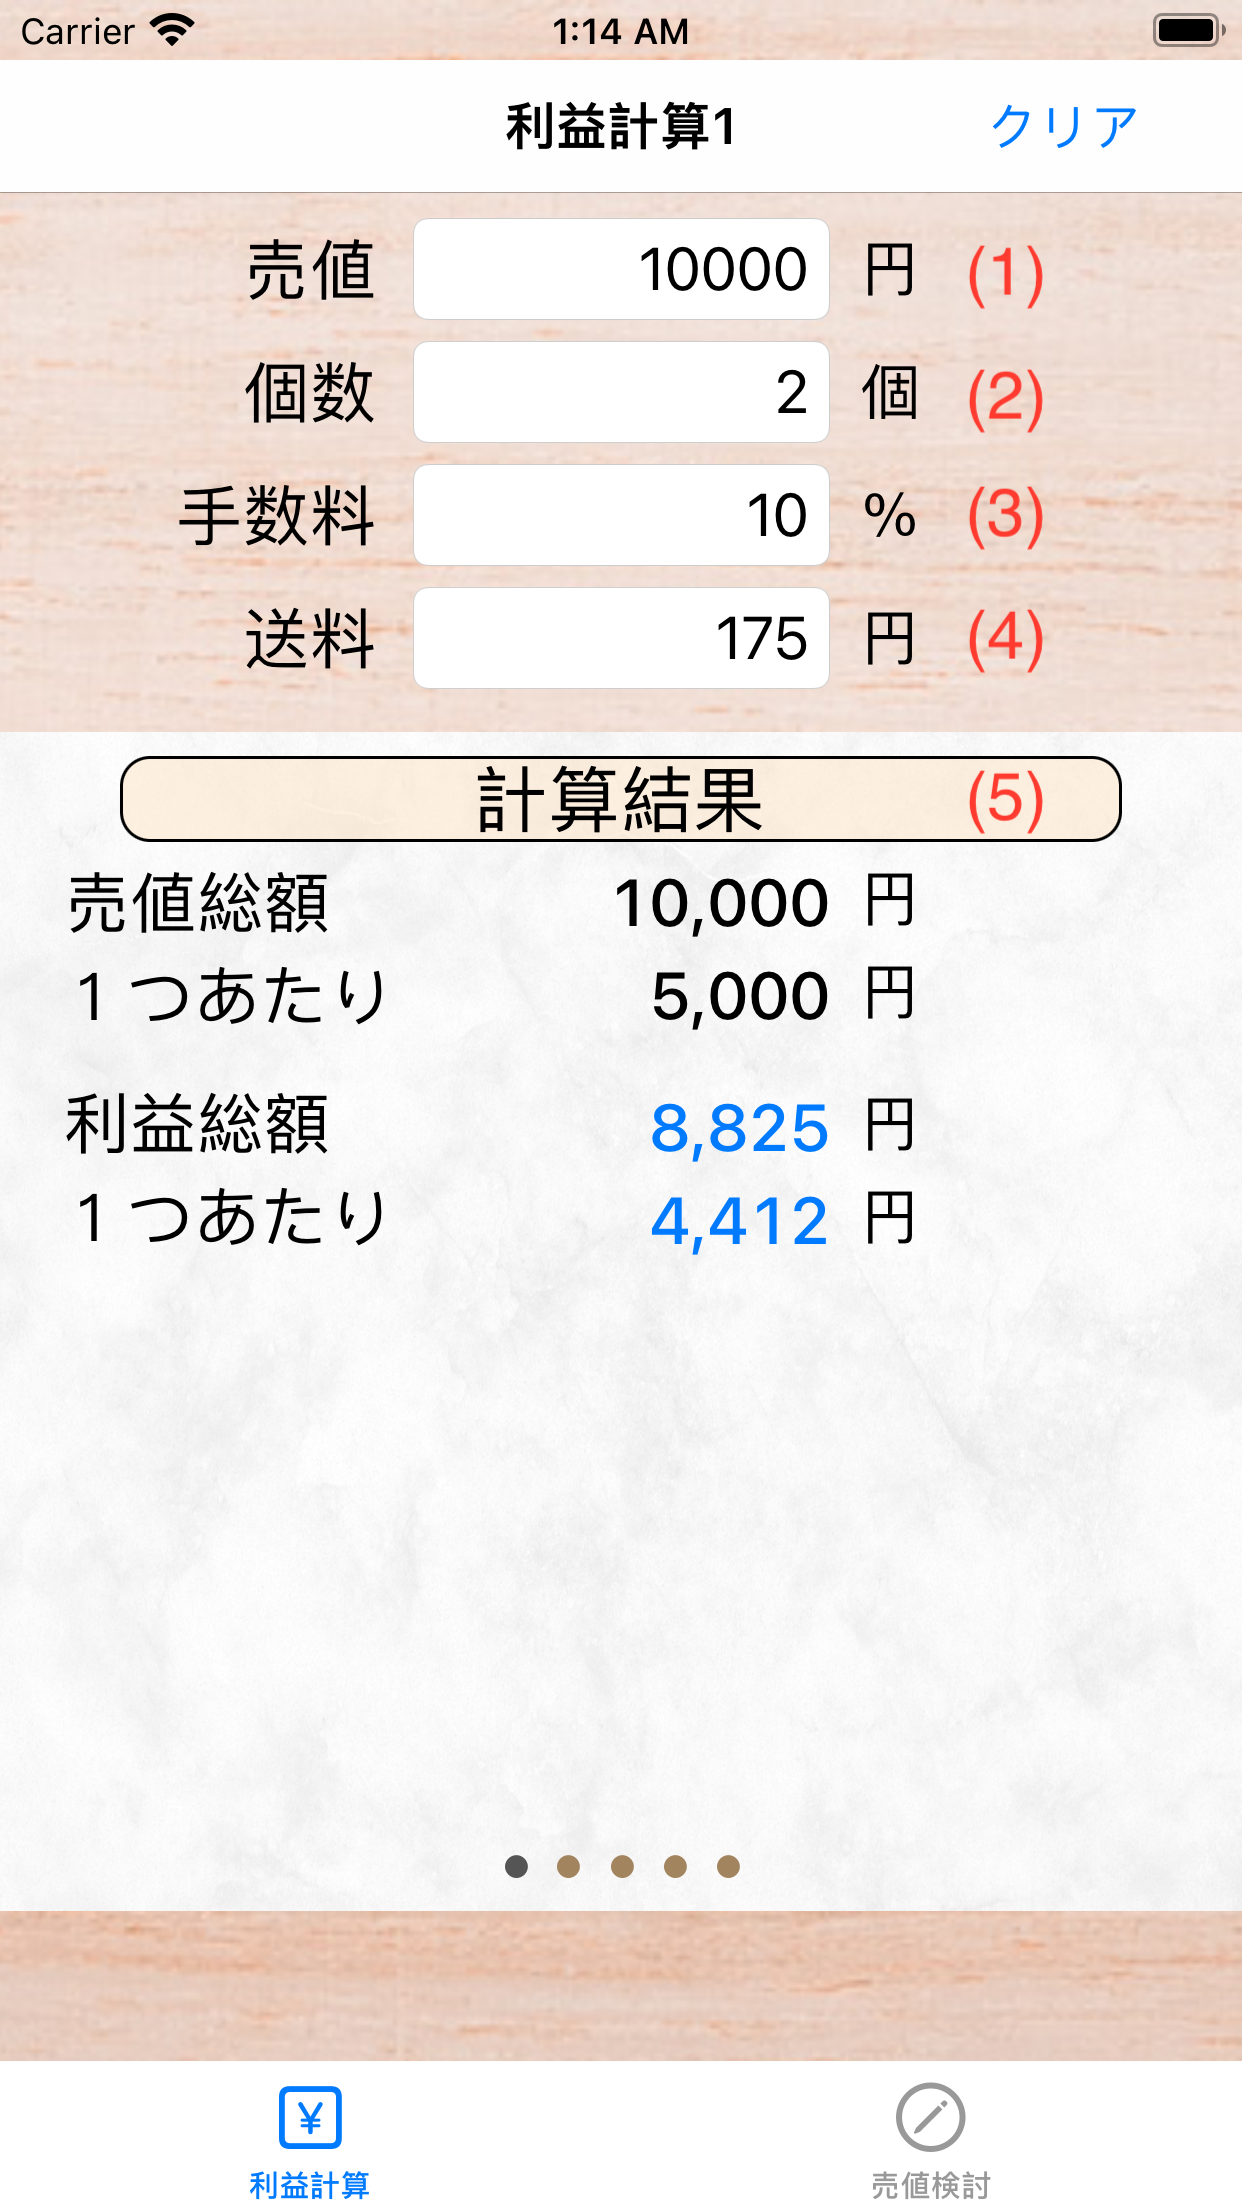 Carrier 1:14 AM
利益計算1 クリア
売値 10000 円 (1)
個数 2 個 (2)
手数料 10 % (3)
送料 175 円 (4)
計算結果 (5)
売値総額 10,000 円
１つあたり 5,000 円
利益総額 8,825 円
１つあたり 4,412 円
¥
利益計算 売値検討